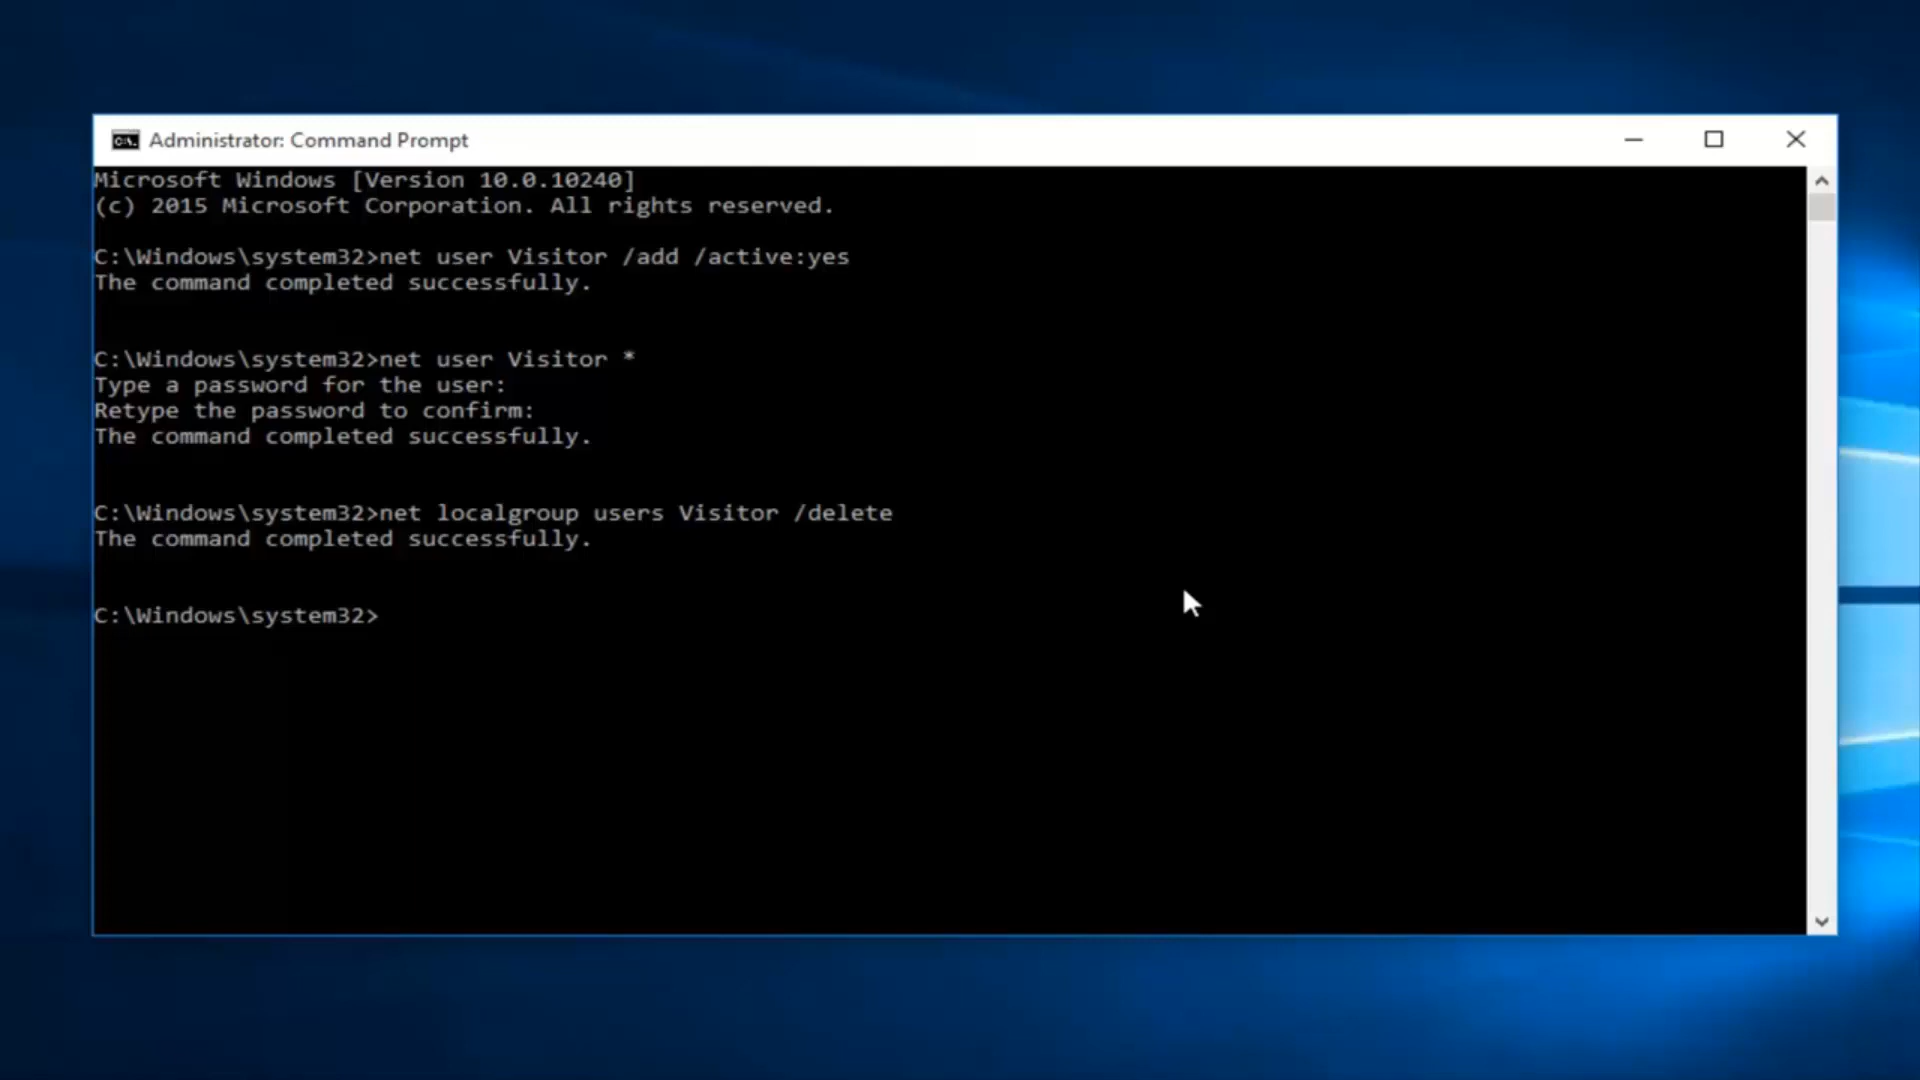 Administrator: Command Prompt
Microsoft Windows [Version 10.0.10240]
(c) 2015 Microsoft Corporation. All rights reserved.
C:\Windows\system32>net user Visitor /add /active:yes
The command completed successfully.
C:\Windows\system32>net user Visitor *
Type a password for the user:
Retype the password to confirm:
The command completed successfully.
C:\Windows\system32>net localgroup users Visitor /delete
The command completed successfully.
C:\Windows\system32>